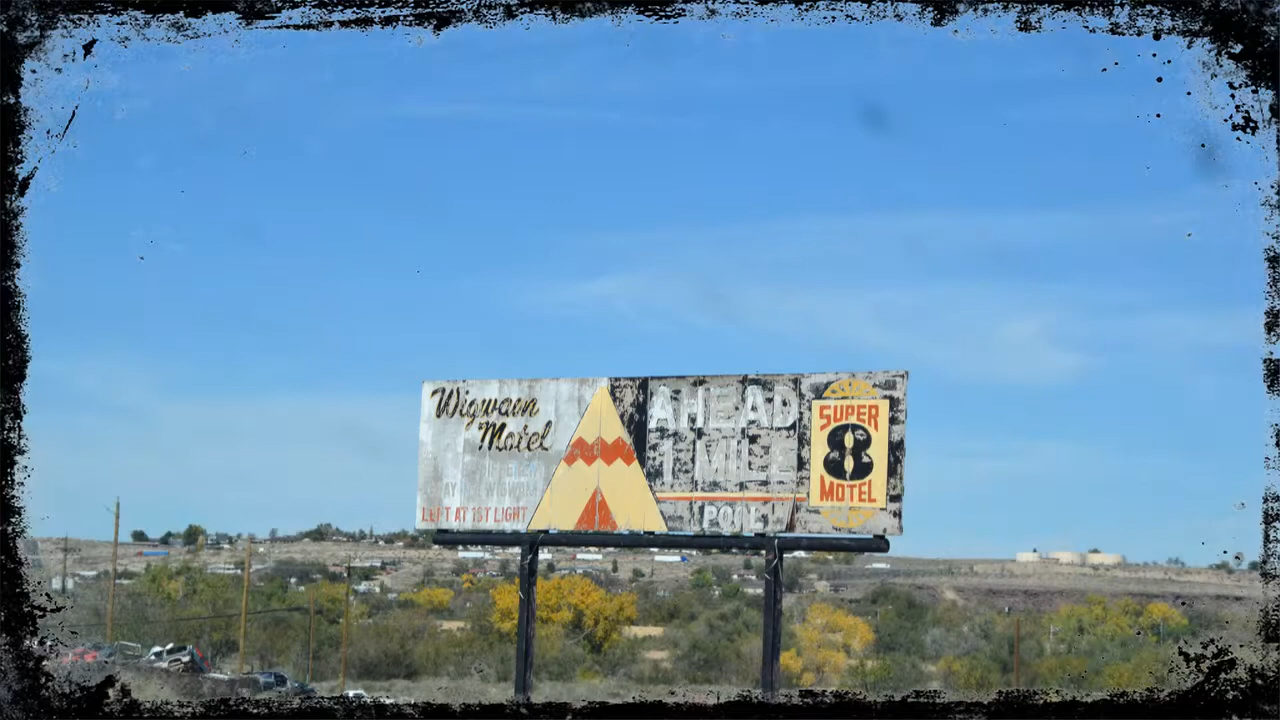 Wigwam
Motel
LEFT AT 1ST LIGHT
AHEAD
1 MILE
POOL
SUPER
8
MOTEL